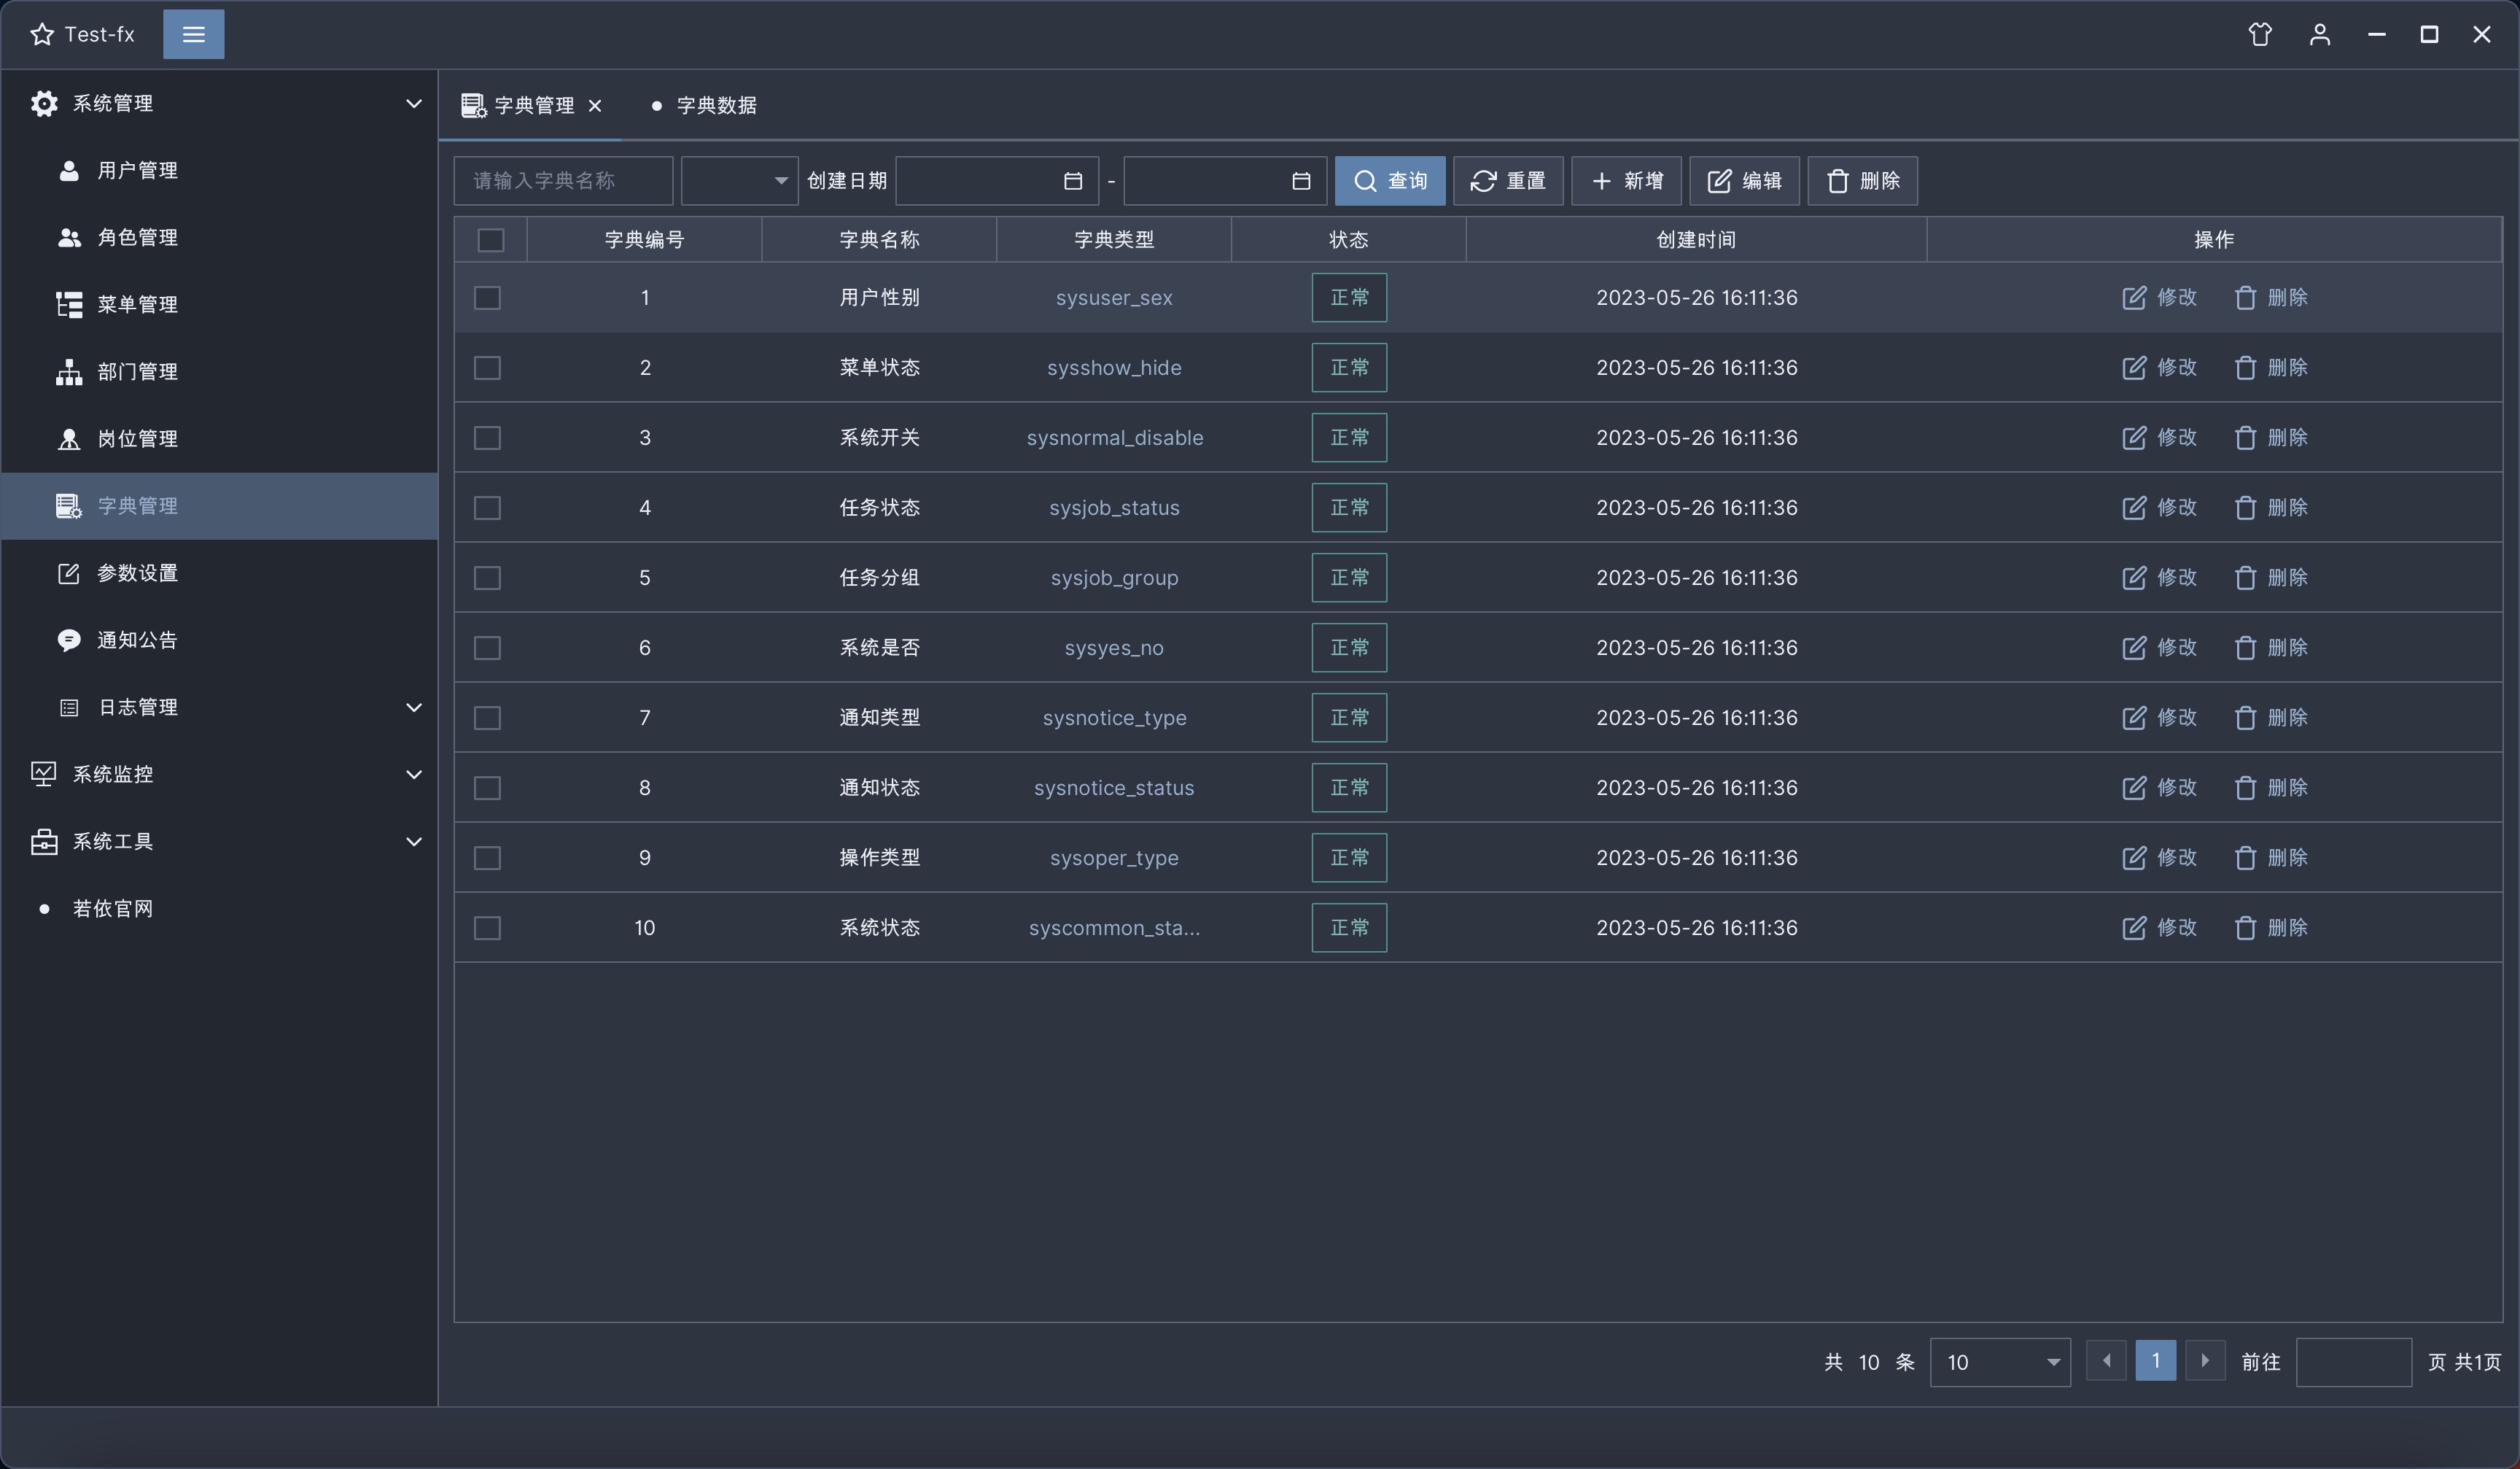 Test-fx
系统管理
用户管理
角色管理
菜单管理
部门管理
岗位管理
字典管理
参数设置
通知公告
日志管理
系统监控
系统工具
若依官网
字典管理 字典数据
请输入字典名称 创建日期 - 查询 重置 新增 编辑 删除
字典编号 字典名称 字典类型 状态 创建时间 操作
1 用户性别 sysuser_sex 正常 2023-05-26 16:11:36 修改 删除
2 菜单状态 sysshow_hide 正常 2023-05-26 16:11:36 修改 删除
3 系统开关 sysnormal_disable 正常 2023-05-26 16:11:36 修改 删除
4 任务状态 sysjob_status 正常 2023-05-26 16:11:36 修改 删除
5 任务分组 sysjob_group 正常 2023-05-26 16:11:36 修改 删除
6 系统是否 sysyes_no 正常 2023-05-26 16:11:36 修改 删除
7 通知类型 sysnotice_type 正常 2023-05-26 16:11:36 修改 删除
8 通知状态 sysnotice_status 正常 2023-05-26 16:11:36 修改 删除
9 操作类型 sysoper_type 正常 2023-05-26 16:11:36 修改 删除
10 系统状态 syscommon_sta... 正常 2023-05-26 16:11:36 修改 删除
共 10 条 10 1 前往 页 共1页